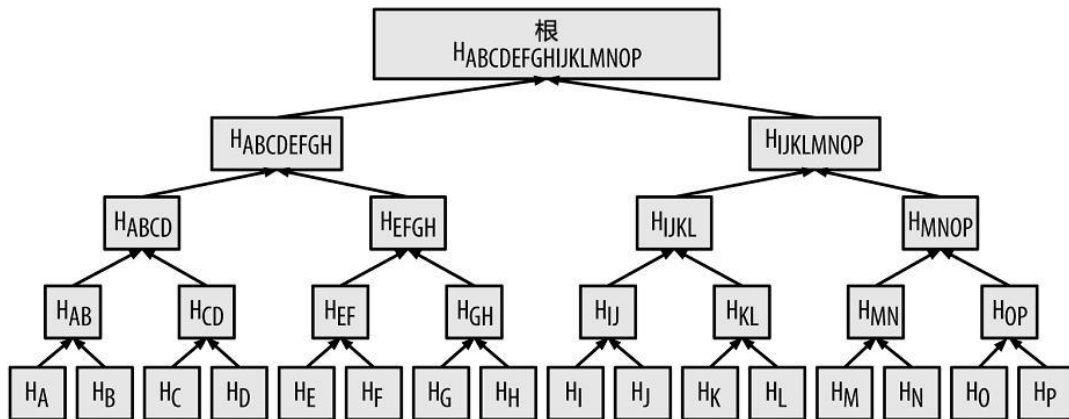 根
HABCDEFGHIJKLMNOP
HABCDEFGH
HIJKLMNOP
HABCD
HEFGH
HIJKL
HMNOP
HAB
HCD
HEF
HGH
HIJ
HKL
HMN
HOP
HA
HB
HC
HD
HE
HF
HG
HH
HI
HJ
HK
HL
HM
HN
HO
HP